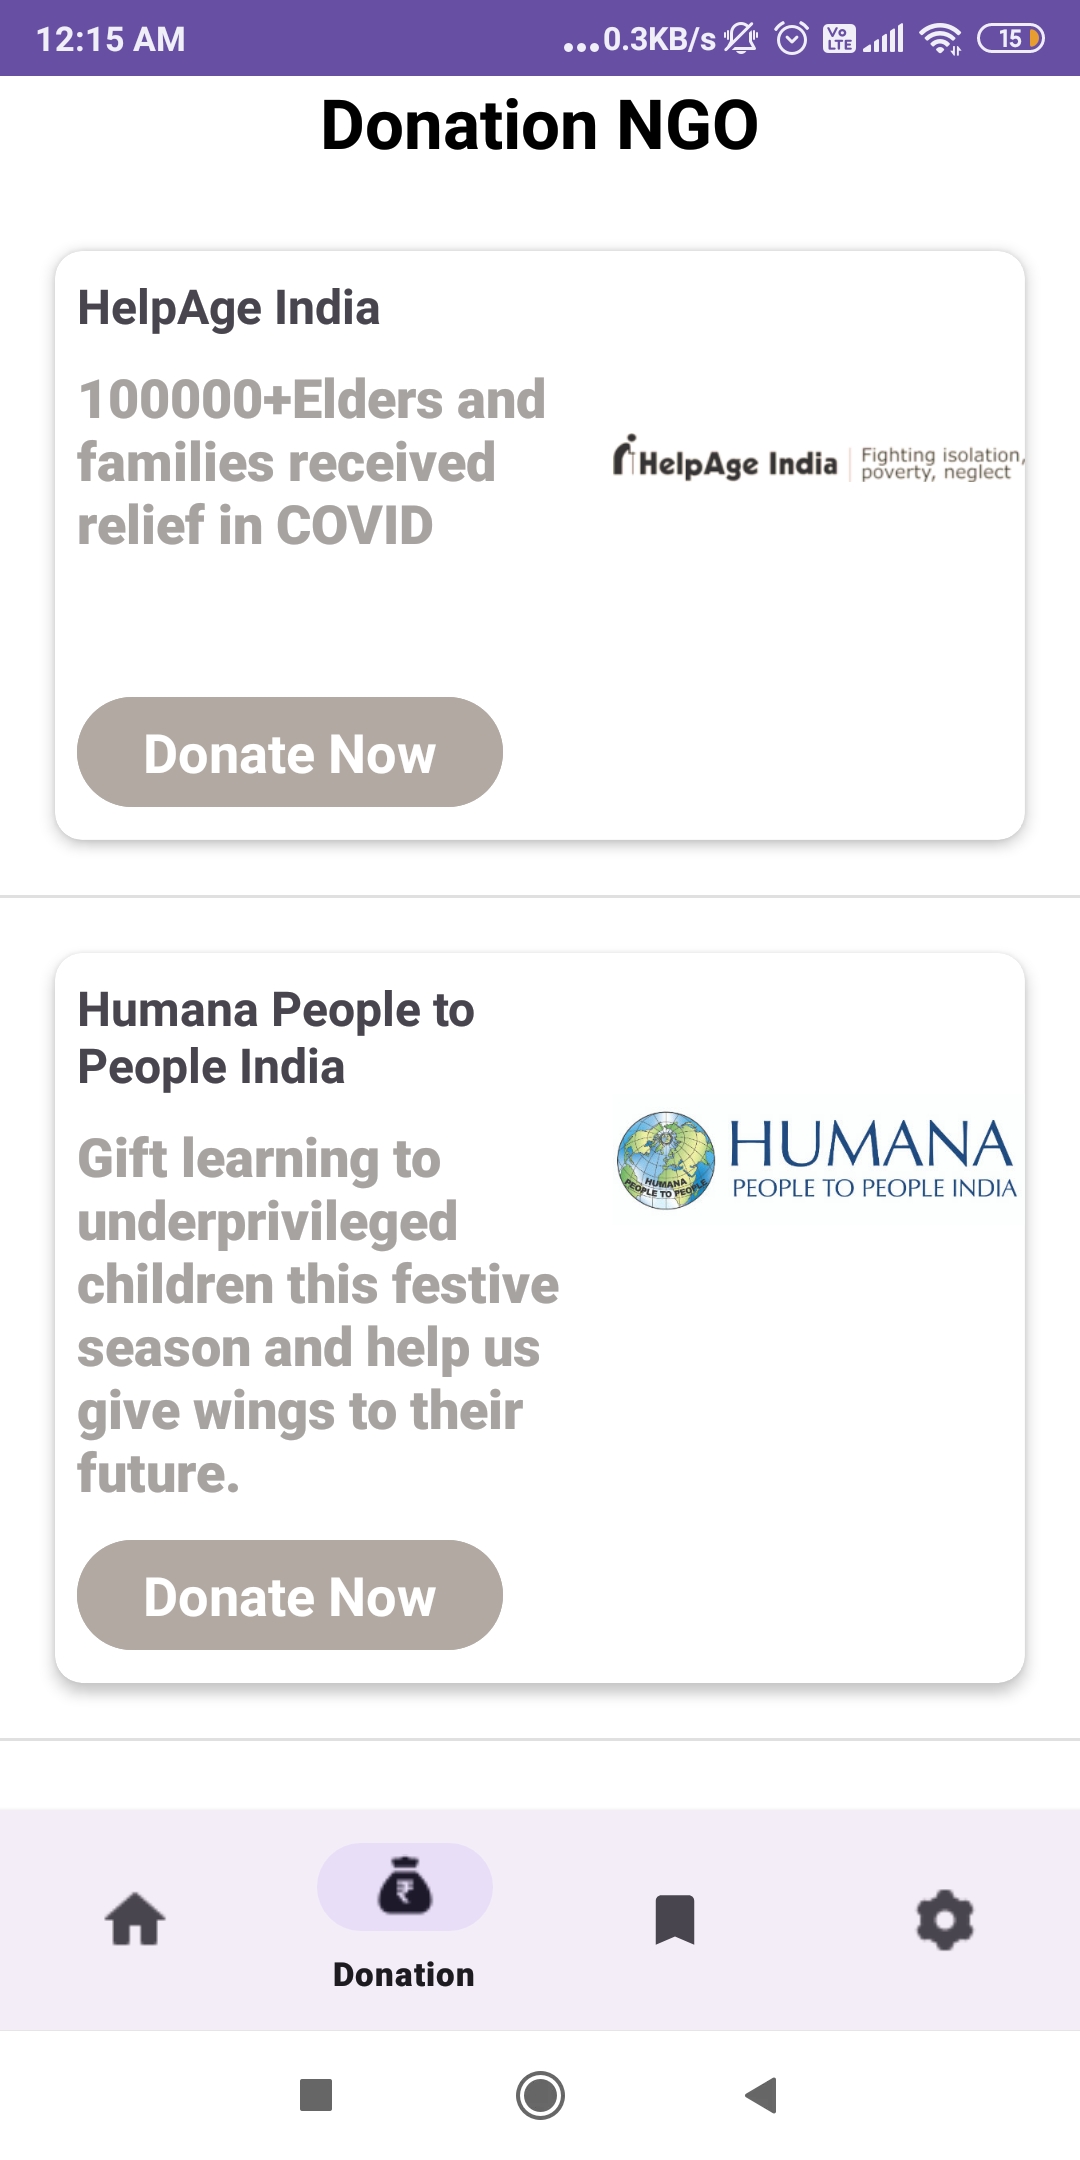 12:15 AM
...0.3KB/s
Vo
LTE
15
Donation NGO
HelpAge India
100000+Elders and
families received
relief in COVID
HelpAge India
Fighting isolation,
poverty, neglect
Donate Now
Humana People to
People India
Gift learning to
underprivileged
children this festive
season and help us
give wings to their
future.
HUMANA
PEOPLE TO PEOPLE
HUMANA
PEOPLE TO PEOPLE INDIA
Donate Now
₹
Donation